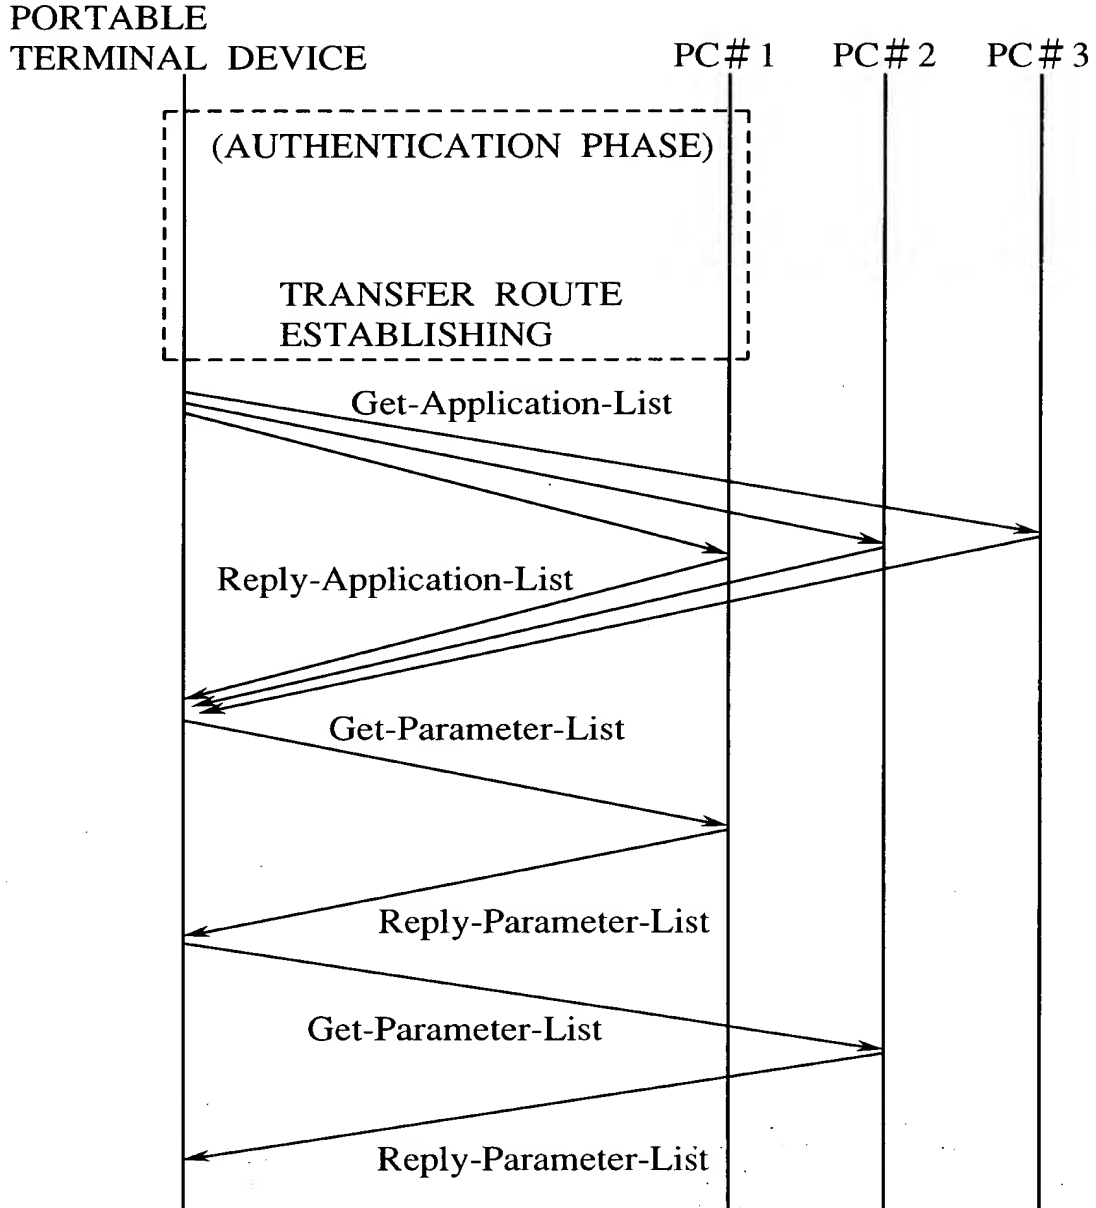 PORTABLE
TERMINAL DEVICE
PC#1
PC#2
PC#3
(AUTHENTICATION PHASE)
TRANSFER ROUTE
ESTABLISHING
Get-Application-List
Reply-Application-List
Get-Parameter-List
Reply-Parameter-List
Get-Parameter-List
Reply-Parameter-List